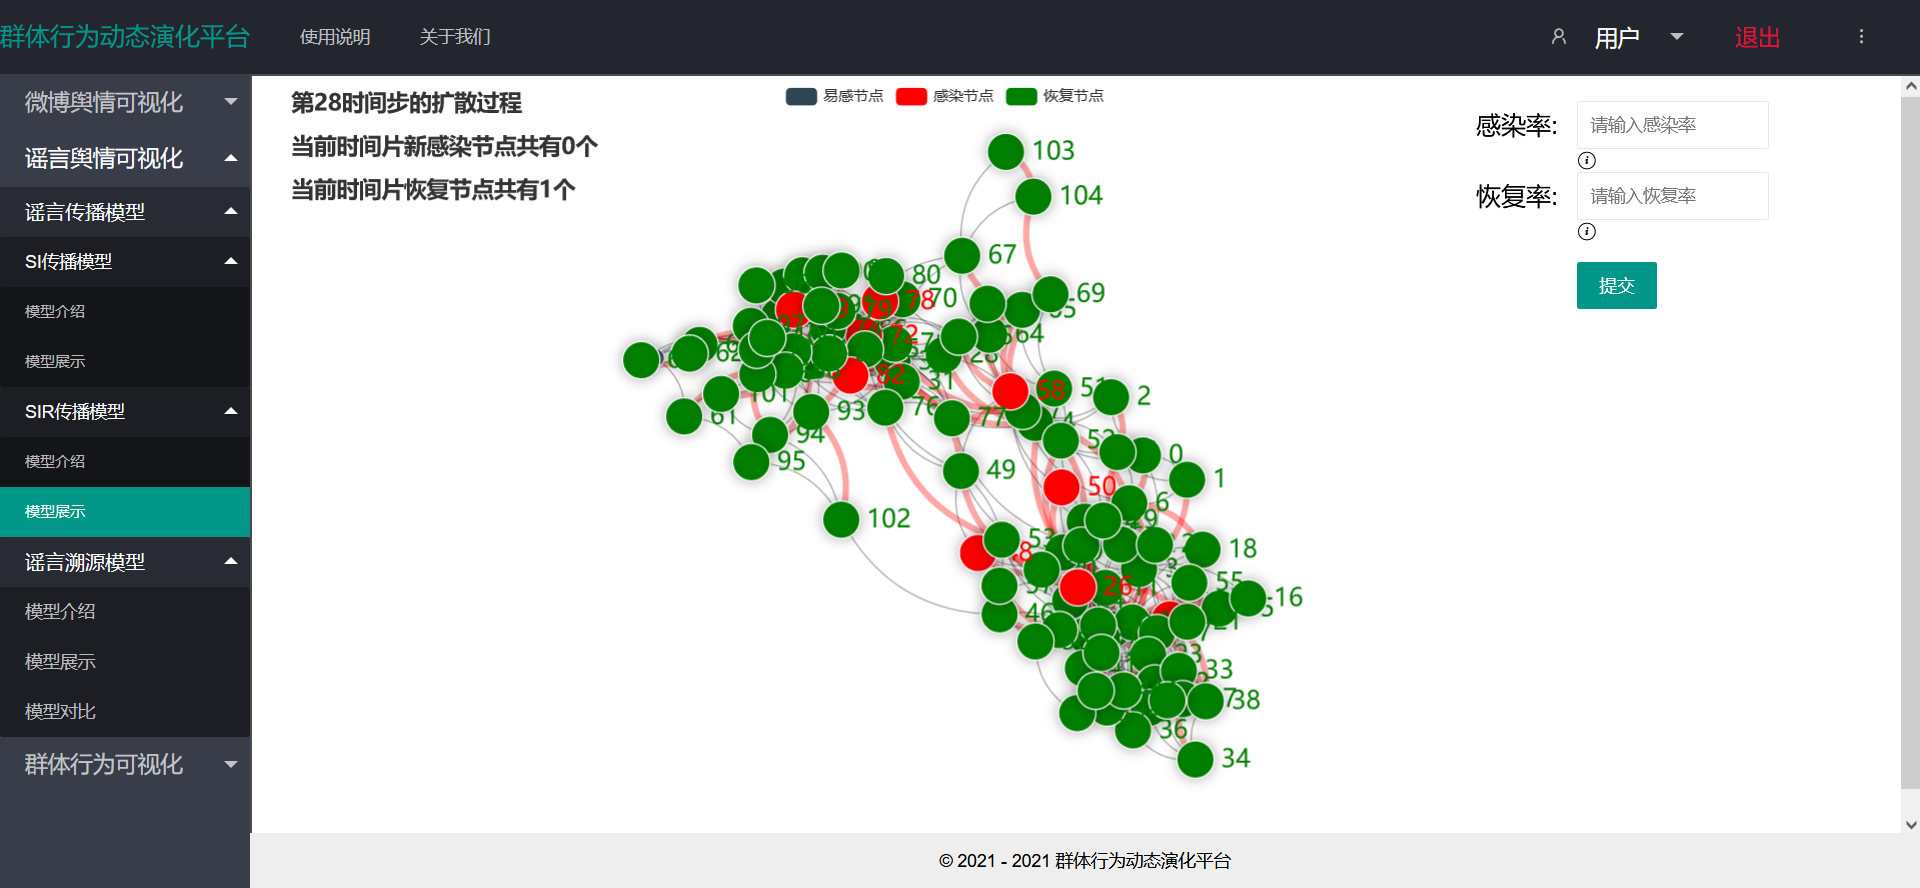 群体行为动态演化平台
使用说明
关于我们
用户
退出
微博舆情可视化
谣言舆情可视化
谣言传播模型
SI传播模型
模型介绍
模型展示
SIR传播模型
模型介绍
模型展示
谣言溯源模型
模型介绍
模型展示
模型对比
群体行为可视化
第28时间步的扩散过程
当前时间片新感染节点共有0个
当前时间片恢复节点共有1个
易感节点
感染节点
恢复节点
感染率:
请输入感染率
恢复率:
请输入恢复率
提交
103
104
67
80
69
78
70
64
72
82
31
58
2
93
76
77
61
94
95
0
1
49
50
6
102
18
26
55
16
46
33
38
36
34
© 2021 - 2021 群体行为动态演化平台